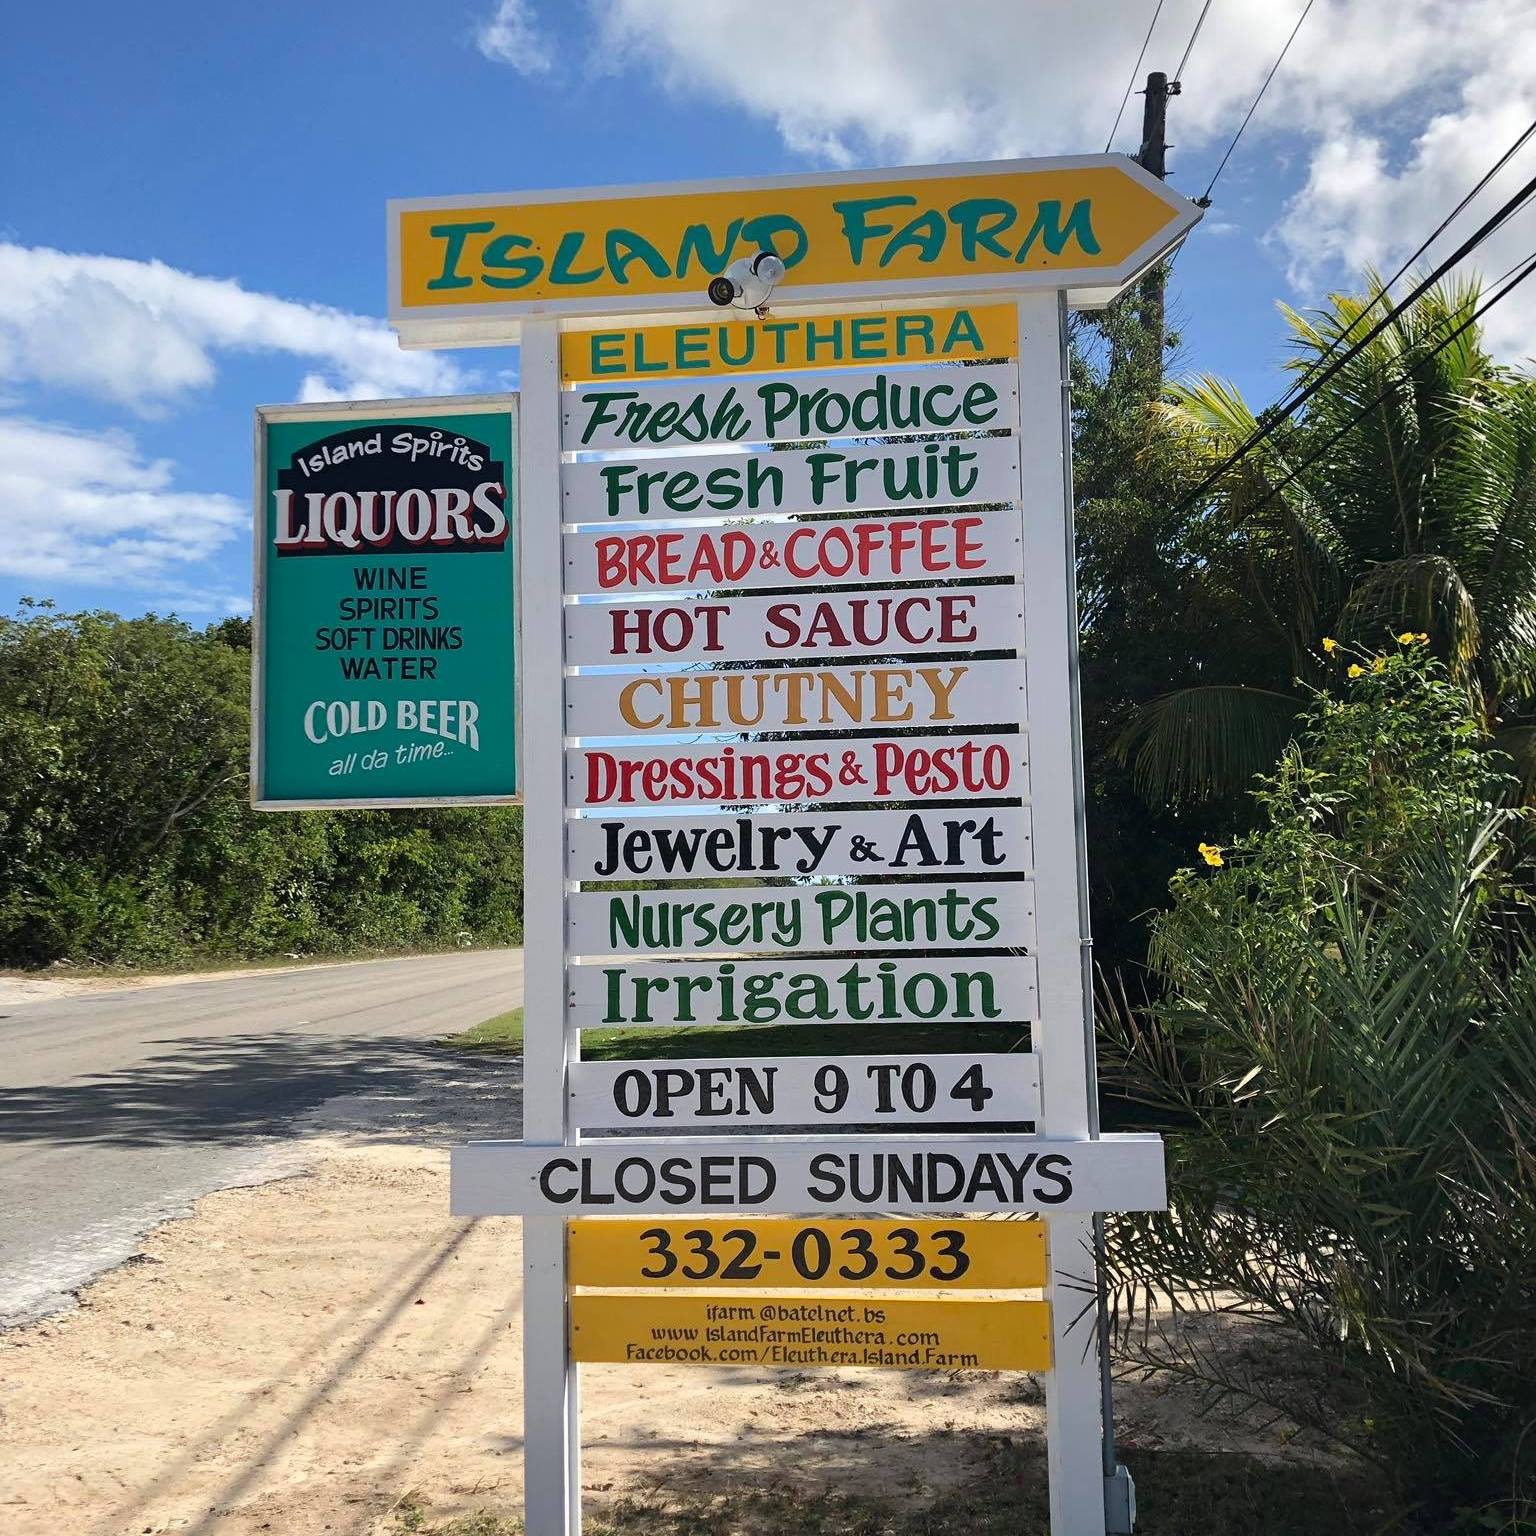 ISLAND FARM
ELEUTHERA
Fresh Produce
Fresh Fruit
BREAD & COFFEE
HOT SAUCE
CHUTNEY
Dressings & Pesto
Jewelry & Art
Nursery Plants
Irrigation
OPEN 9 TO 4
CLOSED SUNDAYS
332-0333
ifarm @batelnet.bs
www IslandFarmEleuthera.com
Facebook.com/Eleuthera.Island.Farm
Island Spirits
LIQUORS
WINE
SPIRITS
SOFT DRINKS
WATER
COLD BEER
all da time...